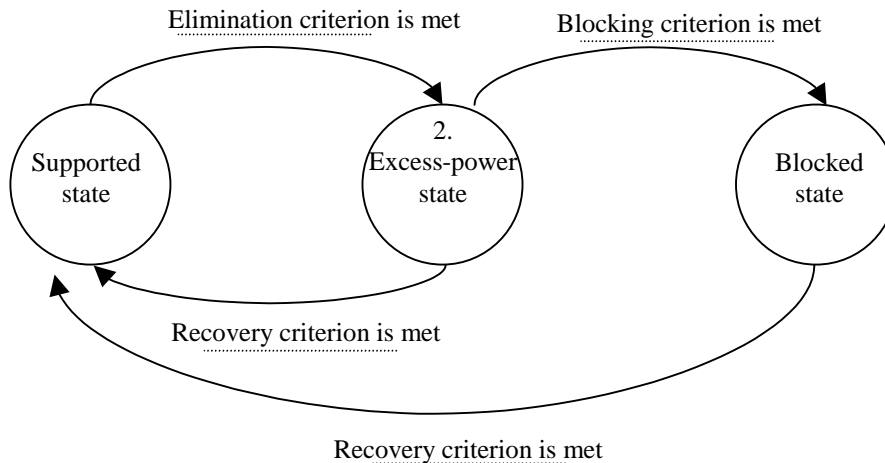 Elimination criterion is met
Blocking criterion is met
Supported
state
2.
Excess-power
state
Blocked
state
Recovery criterion is met
Recovery criterion is met